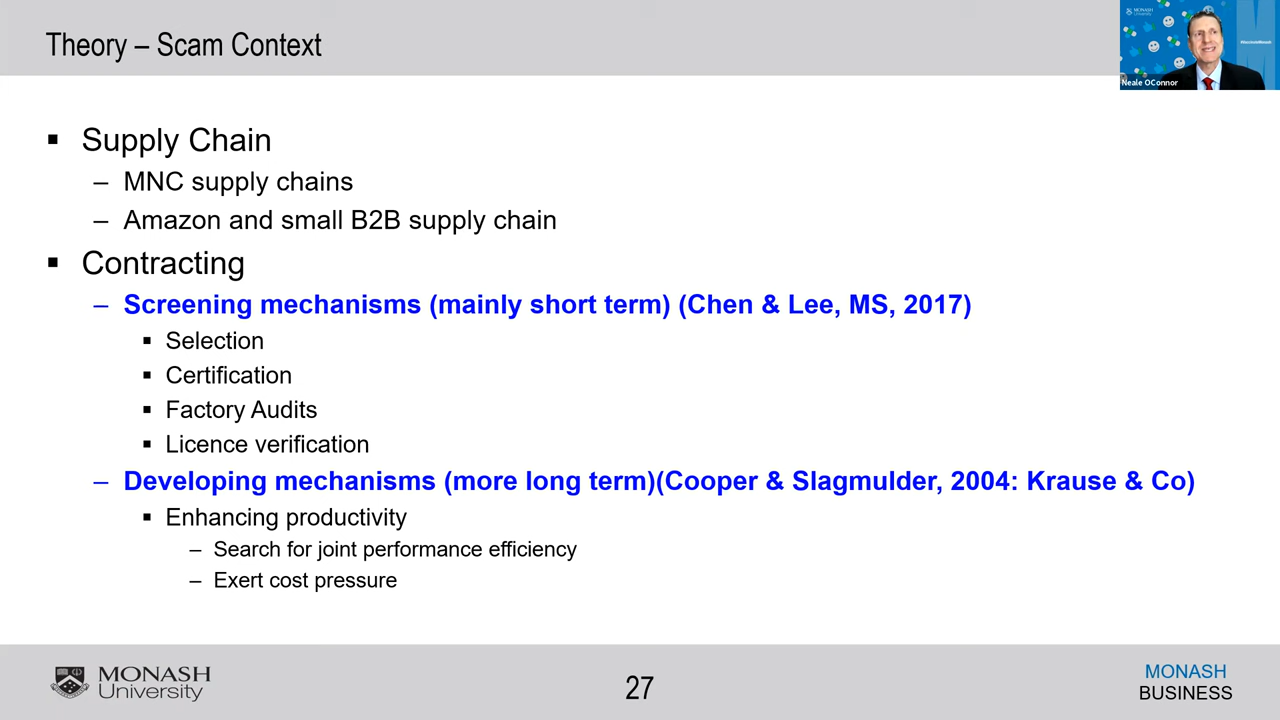 Theory – Scam Context
MONASH
University
Neale OConnor
▪ Supply Chain
– MNC supply chains
– Amazon and small B2B supply chain
▪ Contracting
– Screening mechanisms (mainly short term) (Chen & Lee, MS, 2017)
▪ Selection
▪ Certification
▪ Factory Audits
▪ Licence verification
– Developing mechanisms (more long term)(Cooper & Slagmulder, 2004: Krause & Co)
▪ Enhancing productivity
– Search for joint performance efficiency
– Exert cost pressure
MONASH
University
27
MONASH
BUSINESS